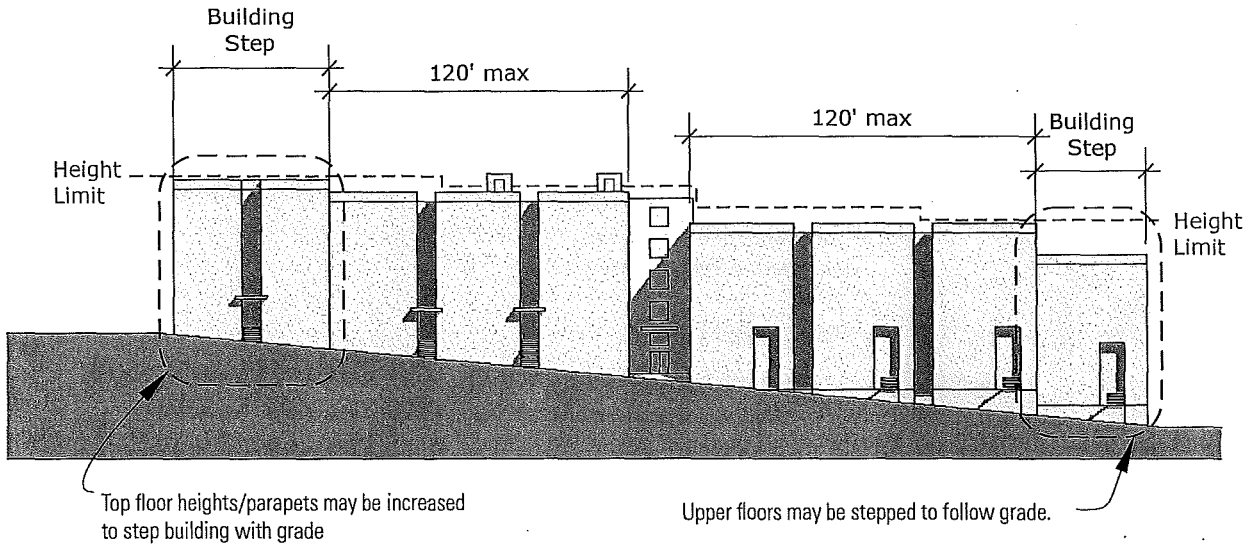 Building
Step
120' max
120' max
Building
Step
Height
Limit
Height
Limit
Top floor heights/parapets may be increased
to step building with grade
Upper floors may be stepped to follow grade.